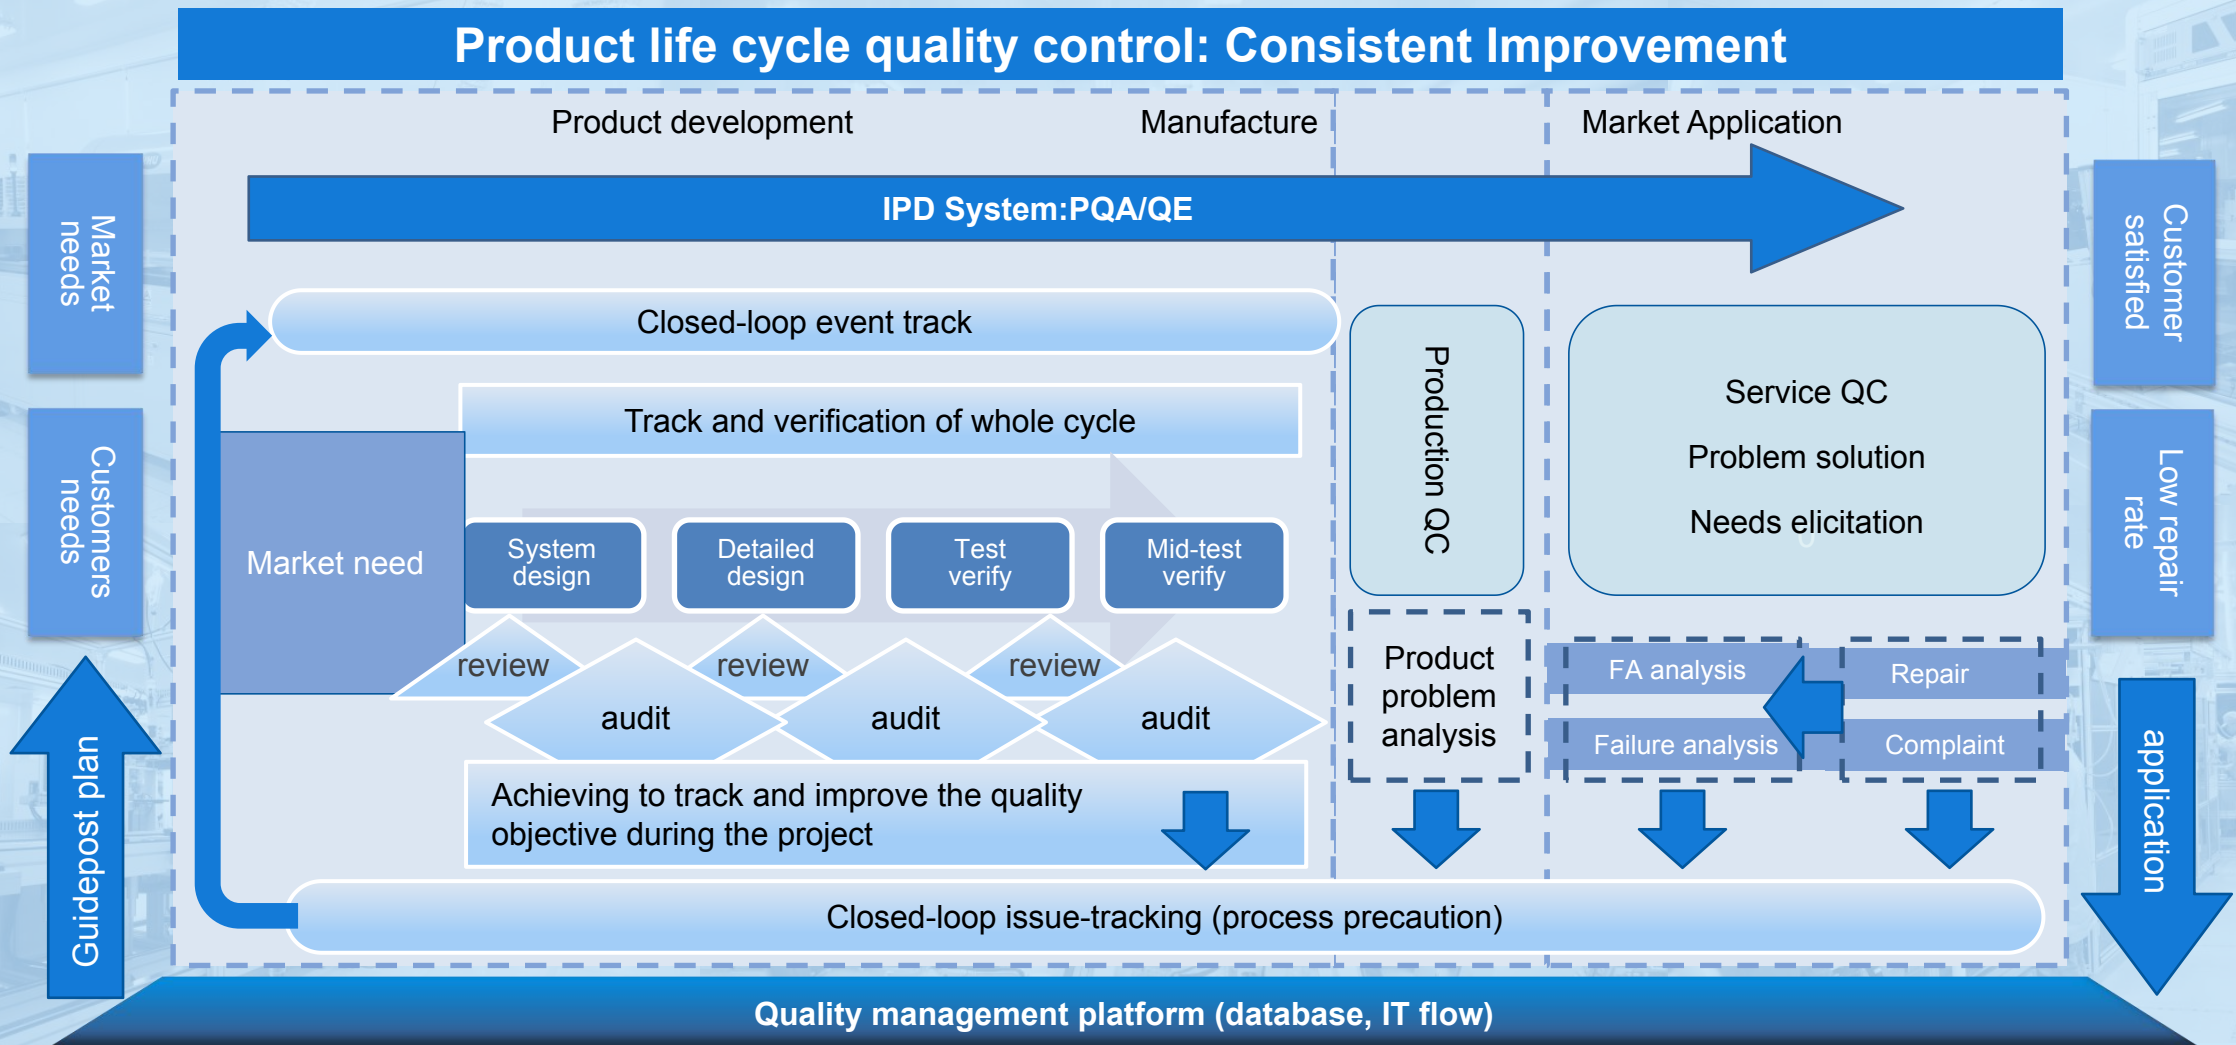 Product life cycle quality control: Consistent Improvement
Product development
Manufacture
Market Application
IPD System:PQA/QE
Market
needs
Customers
needs
Guidepost plan
Closed-loop event track
Track and verification of whole cycle
Market need
System
design
Detailed
design
Test
verify
Mid-test
verify
review
review
review
audit
audit
audit
Achieving to track and improve the quality
objective during the project
Production QC
Product
problem
analysis
Service QC
Problem solution
Needs elicitation
FA analysis
Repair
Failure analysis
Complaint
Customer
satisfied
Low repair
rate
application
Closed-loop issue-tracking (process precaution)
Quality management platform (database, IT flow)